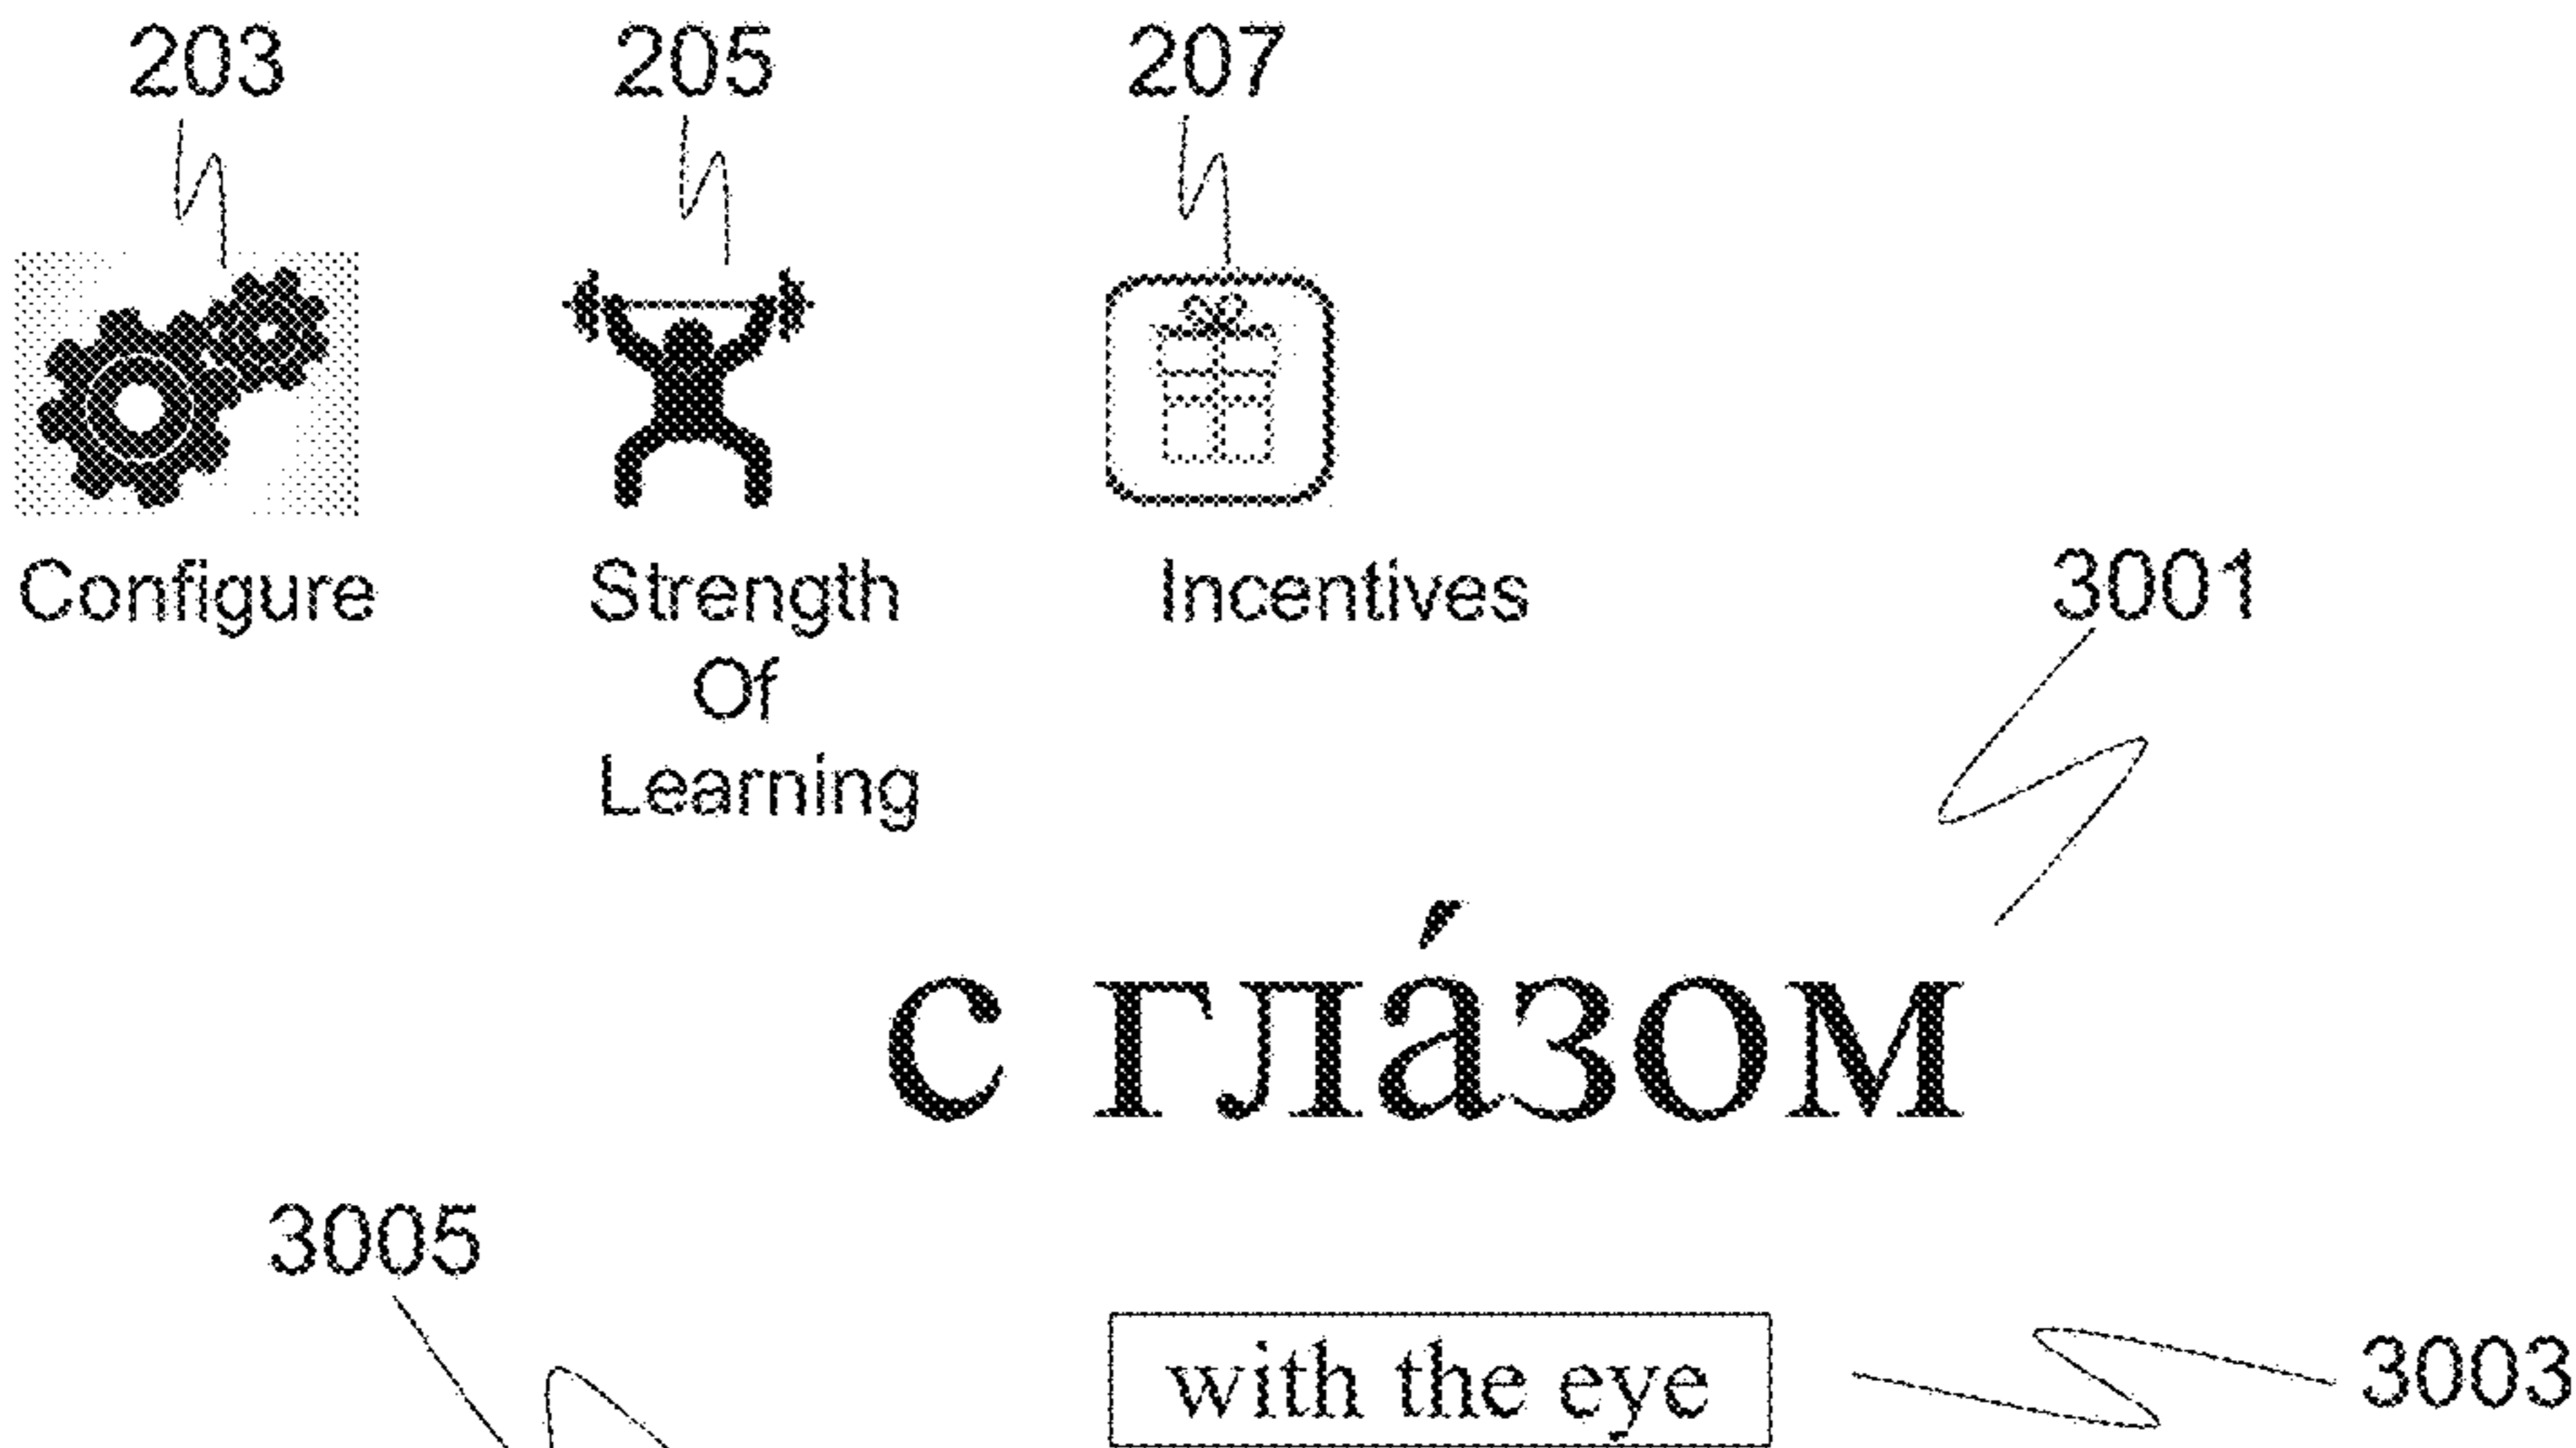 203 205 207
Configure Strength Incentives 3001
Of
Learning
с гла́зом
3005
with the eye 3003